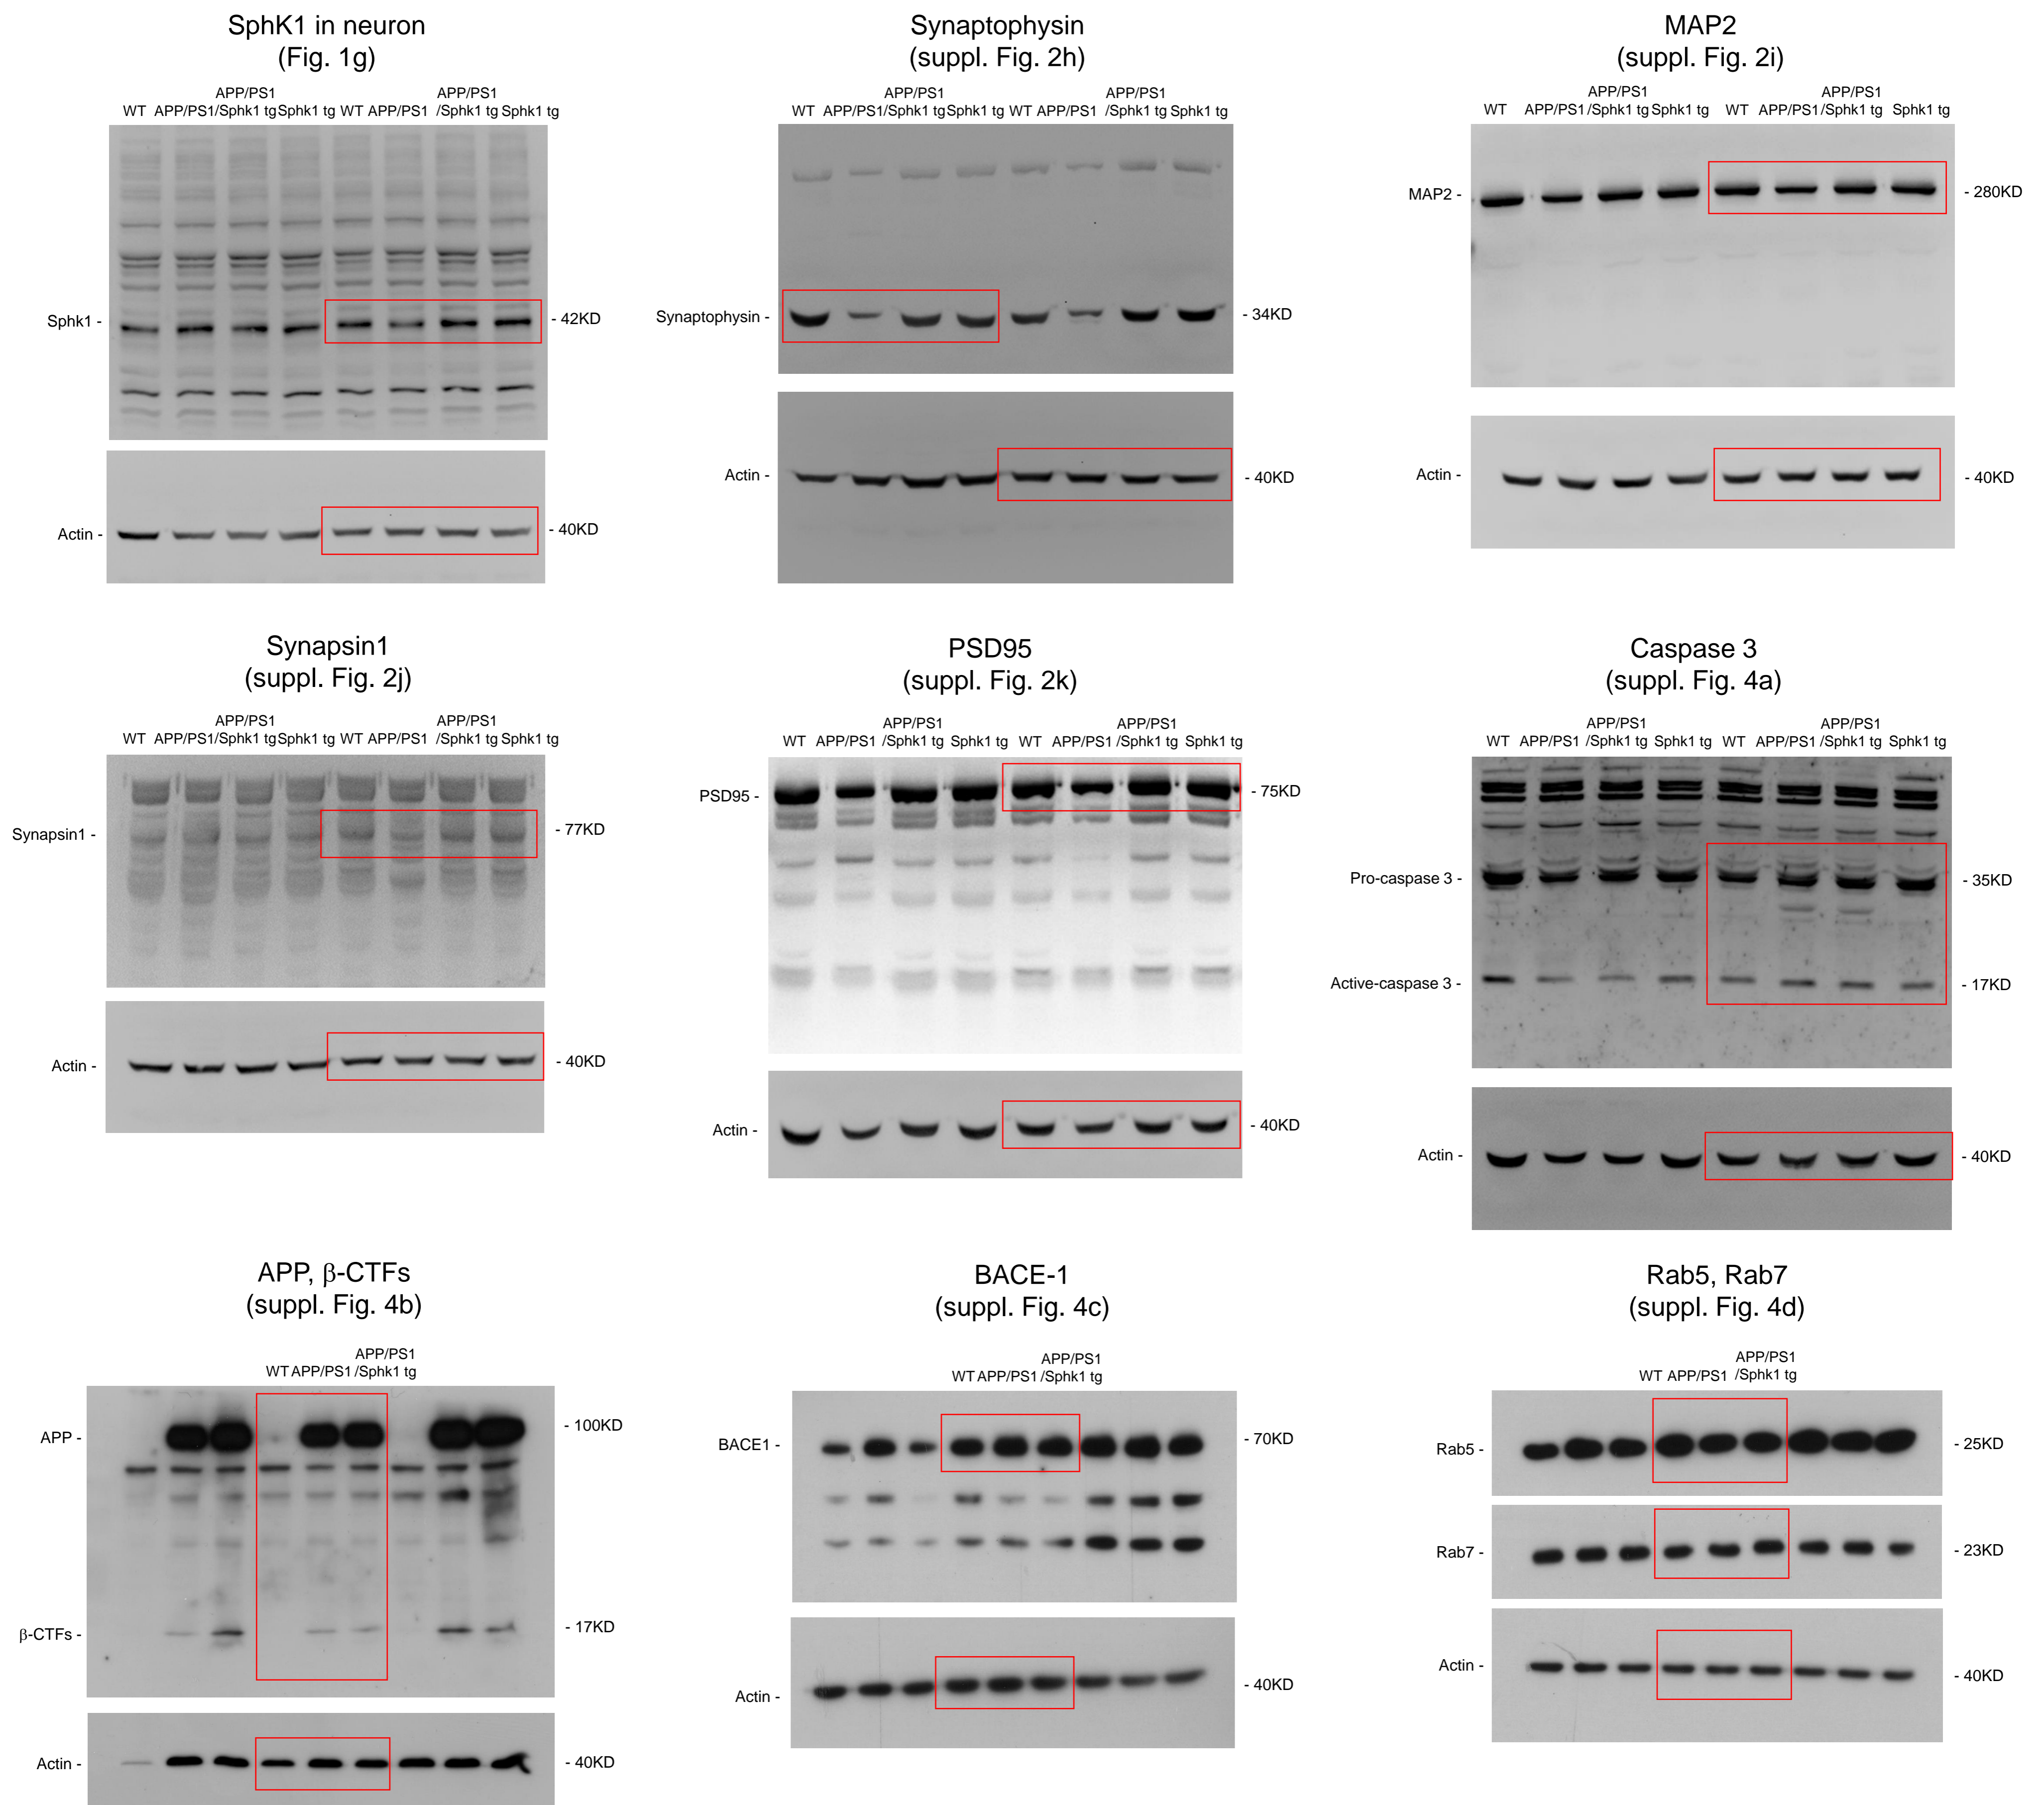 SphK1 in neuron
(Fig. 1g)
APP/PS1 APP/PS1
WT APP/PS1/Sphk1 tg Sphk1 tg WT APP/PS1 /Sphk1 tg Sphk1 tg
Sphk1 -
- 42KD
Actin -
- 40KD
Synaptophysin
(suppl. Fig. 2h)
APP/PS1 APP/PS1
WT APP/PS1/Sphk1 tg Sphk1 tg WT APP/PS1 /Sphk1 tg Sphk1 tg
Synaptophysin -
- 34KD
Actin -
- 40KD
MAP2
(suppl. Fig. 2i)
APP/PS1 APP/PS1
WT APP/PS1 /Sphk1 tg Sphk1 tg WT APP/PS1 /Sphk1 tg Sphk1 tg
MAP2 -
- 280KD
Actin -
- 40KD
Synapsin1
(suppl. Fig. 2j)
APP/PS1 APP/PS1
WT APP/PS1/Sphk1 tg Sphk1 tg WT APP/PS1 /Sphk1 tg Sphk1 tg
Synapsin1 -
- 77KD
Actin -
- 40KD
PSD95
(suppl. Fig. 2k)
APP/PS1 APP/PS1
WT APP/PS1 /Sphk1 tg Sphk1 tg WT APP/PS1 /Sphk1 tg Sphk1 tg
PSD95 -
- 75KD
Actin -
- 40KD
Caspase 3
(suppl. Fig. 4a)
APP/PS1 APP/PS1
WT APP/PS1 /Sphk1 tg Sphk1 tg WT APP/PS1 /Sphk1 tg Sphk1 tg
Pro-caspase 3 -
- 35KD
Active-caspase 3 -
- 17KD
Actin -
- 40KD
APP, β-CTFs
(suppl. Fig. 4b)
APP/PS1
WT APP/PS1 /Sphk1 tg
APP -
- 100KD
β-CTFs -
- 17KD
Actin -
- 40KD
BACE-1
(suppl. Fig. 4c)
APP/PS1
WT APP/PS1 /Sphk1 tg
BACE1 -
- 70KD
Actin -
- 40KD
Rab5, Rab7
(suppl. Fig. 4d)
APP/PS1
WT APP/PS1 /Sphk1 tg
Rab5 -
- 25KD
Rab7 -
- 23KD
Actin -
- 40KD